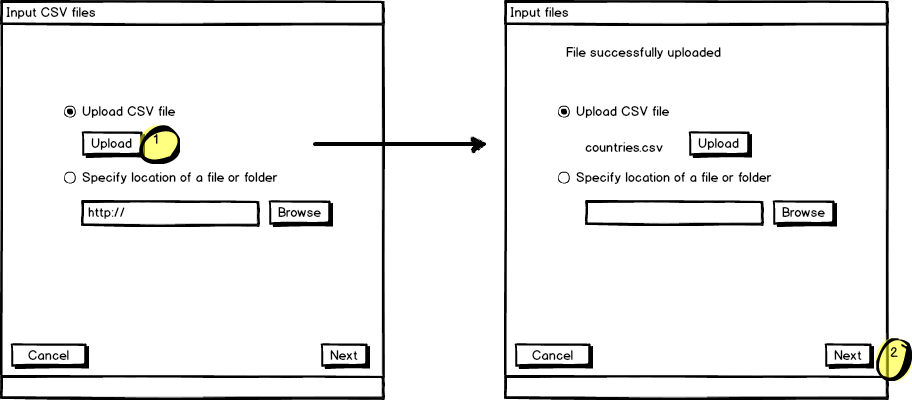 Input CSV files
Upload CSV file
Upload
1
Specify location of a file or folder
http://
Browse
Cancel
Next
Input files
File successfully uploaded
Upload CSV file
countries.csv
Upload
Specify location of a file or folder
Browse
Cancel
Next
2